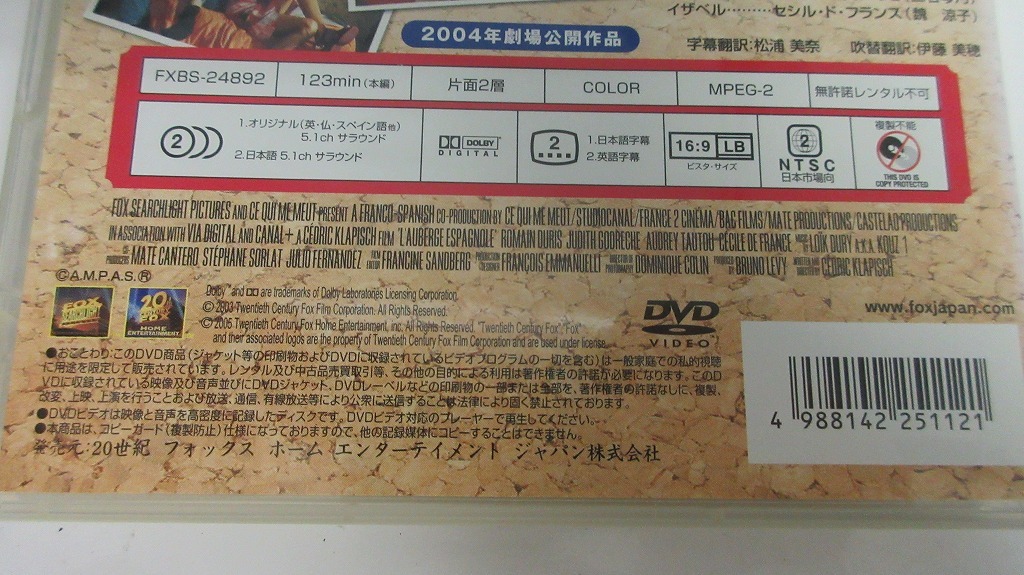 イザベル………セシル・ド・フランス(魏 涼子)
2004年劇場公開作品
字幕翻訳:松浦 美奈 吹替翻訳:伊藤 美穂
FXBS-24892 123min(本編) 片面2層 COLOR MPEG-2 無許諾レンタル不可
2
1.オリジナル(英・仏・スペイン語 他)
5.1ch サラウンド
2.日本語 5.1ch サラウンド
DOLBY
DIGITAL
2
1.日本語字幕
2.英語字幕
16:9 LB
ビスタ・サイズ
2
NTSC
日本市場向
複製不能
THIS DVD IS
COPY PROTECTED
FOX SEARCHLIGHT PICTURES AND CE QUI ME MEUT PRESENT A FRANCO-SPANISH CO-PRODUCTION BY CE QUI ME MEUT/STUDIOCANAL/FRANCE 2 CINÉMA/BAC FILMS/MATE PRODUCTIONS/CASTELAO PRODUCTIONS
IN ASSOCIATION WITH VIA DIGITAL AND CANAL+ A CÉDRIC KLAPISCH FILM "L'AUBERGE ESPAGNOLE" ROMAIN DURIS JUDITH GODRECHE AUDREY TAUTOU CÉCILE DE FRANCE MUSIC BY LOÏK DURY A.K.A. KOUZ 1
PRODUCERS MATE CANTERO STÉPHANE SORLAT JULIO FERNÁNDEZ FILM EDITOR FRANCINE SANDBERG PRODUCTION DESIGNER FRANÇOIS EMMANUELLI DIRECTOR OF PHOTOGRAPHY DOMINIQUE COLIN PRODUCED BY BRUNO LEVY WRITTEN AND DIRECTED BY CÉDRIC KLAPISCH
©A.M.P.A.S.®
FOX SEARCHLIGHT
20th CENTURY FOX
HOME
ENTERTAINMENT
Dolby and are trademarks of Dolby Laboratories Licensing Corporation.
© 2003 Twentieth Century Fox Film Corporation. All Rights Reserved.
© 2005 Twentieth Century Fox Home Entertainment, Inc. All Rights Reserved. "Twentieth Century Fox", "Fox"
and their associated logos are the property of Twentieth Century Fox Film Corporation and are used under license.
DVD
VIDEO
www.foxjapan.com
●おことわり:このDVD商品(ジャケット等の印刷物およびDVDに収録されているビデオプログラムの一切を含む)は一般家庭での私的視聴
に用途を限定して販売されています。レンタル及び中古品売買取引等、その他の目的による利用は著作権者の許諾が必要になります。このD
VDに収録されている映像及び音声並びにDVDジャケット、DVDレーベルなどの印刷物の一部または全部を、著作権者の許諾なしに、複製、
改変、上映、上演を行うことおよび放送、通信、有線放送等により公衆に送信することは法律により固く禁止されております。
●DVDビデオは映像と音声を高密度に記録したディスクです。DVDビデオ対応のプレーヤーで再生してください。
●本商品は、コピーガード(複製防止)仕様になっておりますので、他の記録媒体にコピーすることはできません。
発売元:20世紀 フォックス ホーム エンターテイメント ジャパン株式会社
4 988142 251121